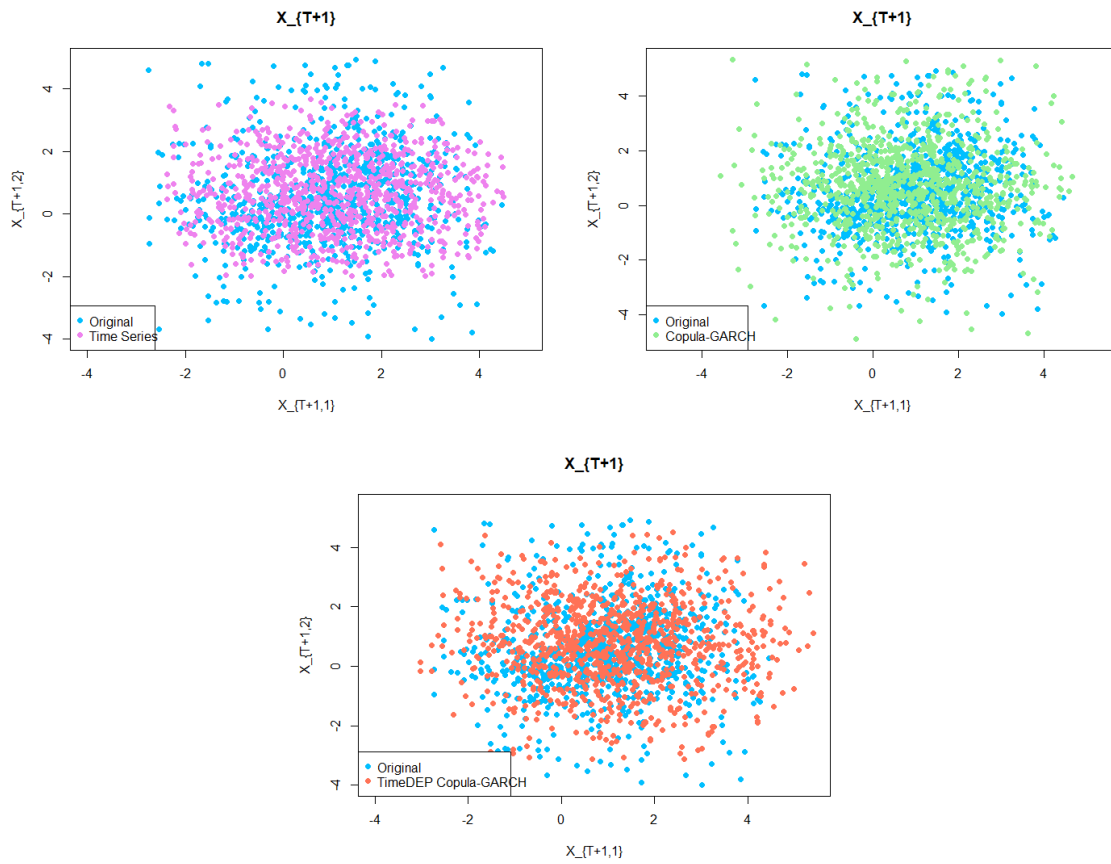 X_{T+1}
X_{T+1,2}
4
2
0
-2
-4
Original
Time Series
-4
-2
0
2
4
X_{T+1,1}
X_{T+1}
X_{T+1,2}
4
2
0
-2
-4
Original
Copula-GARCH
-4
-2
0
2
4
X_{T+1,1}
X_{T+1}
X_{T+1,2}
4
2
0
-2
-4
Original
TimeDEP Copula-GARCH
-4
-2
0
2
4
X_{T+1,1}